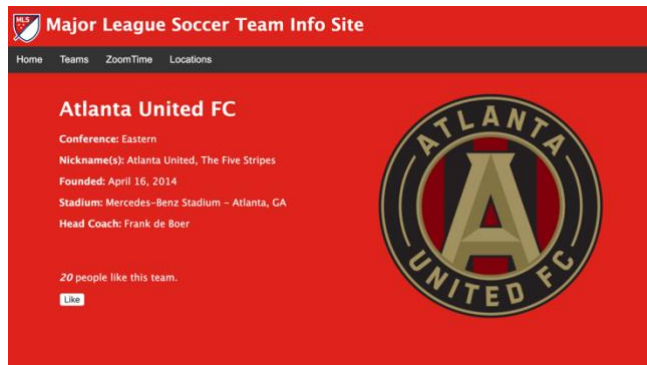 MLS
Major League Soccer Team Info Site
Home Teams ZoomTime Locations
Atlanta United FC
Conference: Eastern
Nickname(s): Atlanta United, The Five Stripes
Founded: April 16, 2014
Stadium: Mercedes-Benz Stadium - Atlanta, GA
Head Coach: Frank de Boer
20 people like this team.
Like
ATLANTA
A
UNITED FC